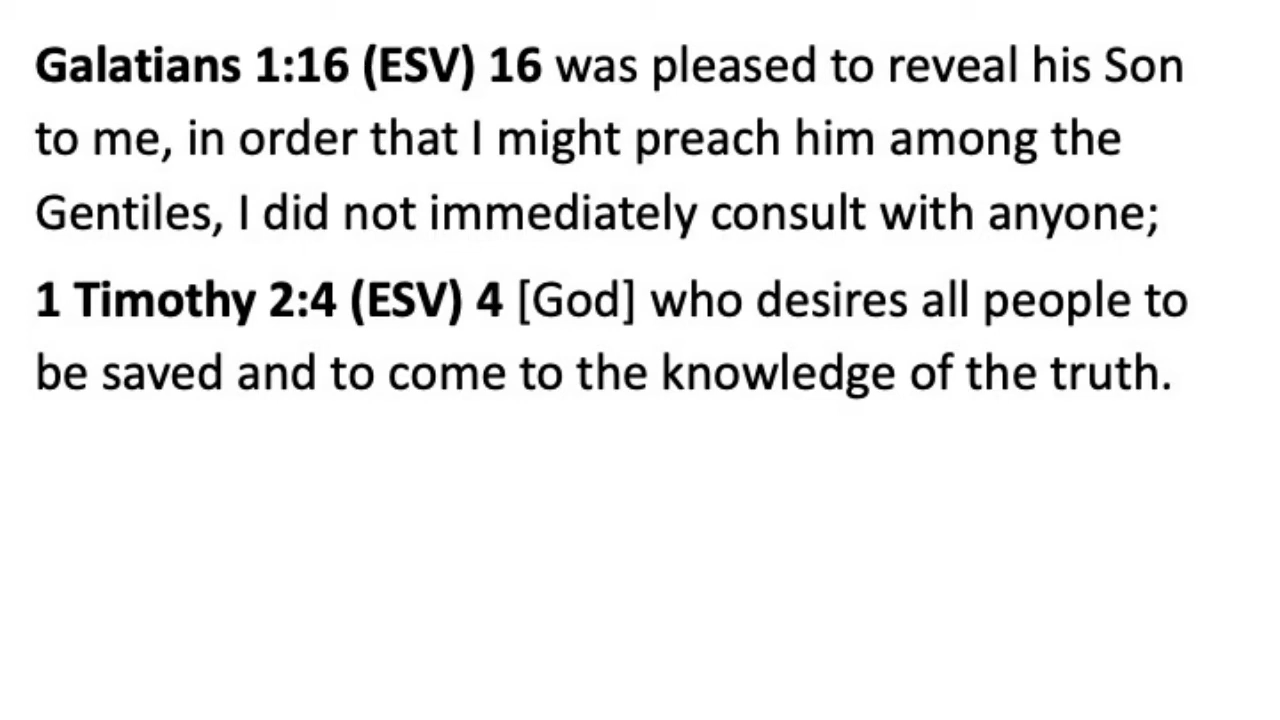 Galatians 1:16 (ESV) 16 was pleased to reveal his Son
to me, in order that I might preach him among the
Gentiles, I did not immediately consult with anyone;
1 Timothy 2:4 (ESV) 4 [God] who desires all people to
be saved and to come to the knowledge of the truth.